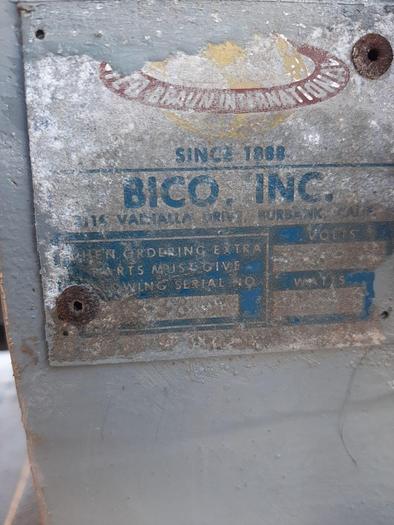 BRAUN INTERNATIONAL
SINCE 1888
BICO, INC.
VALHALLA DRIVE, BURBANK, CALIF.
WHEN ORDERING EXTRA
PARTS MUST GIVE
FOLLOWING SERIAL NO.
VOLTS
WATTS